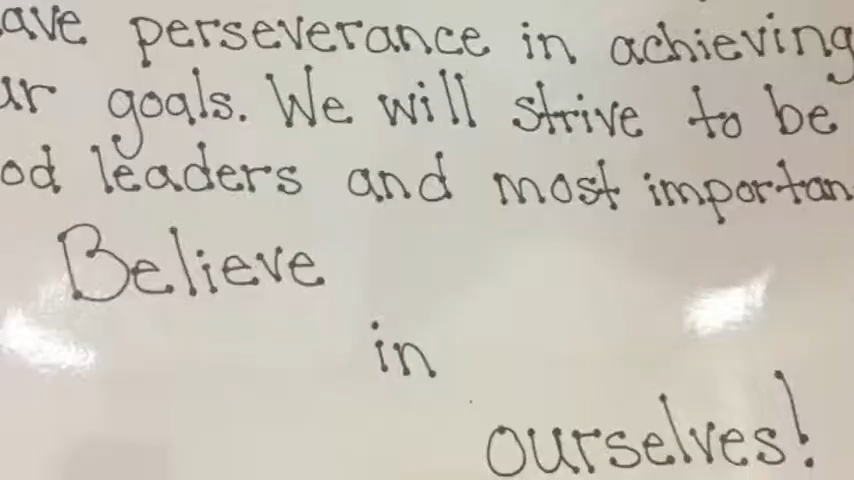 ave perseverance in achieving
ur goals. We will strive to be
od leaders and most importan
Believe
in
ourselves!